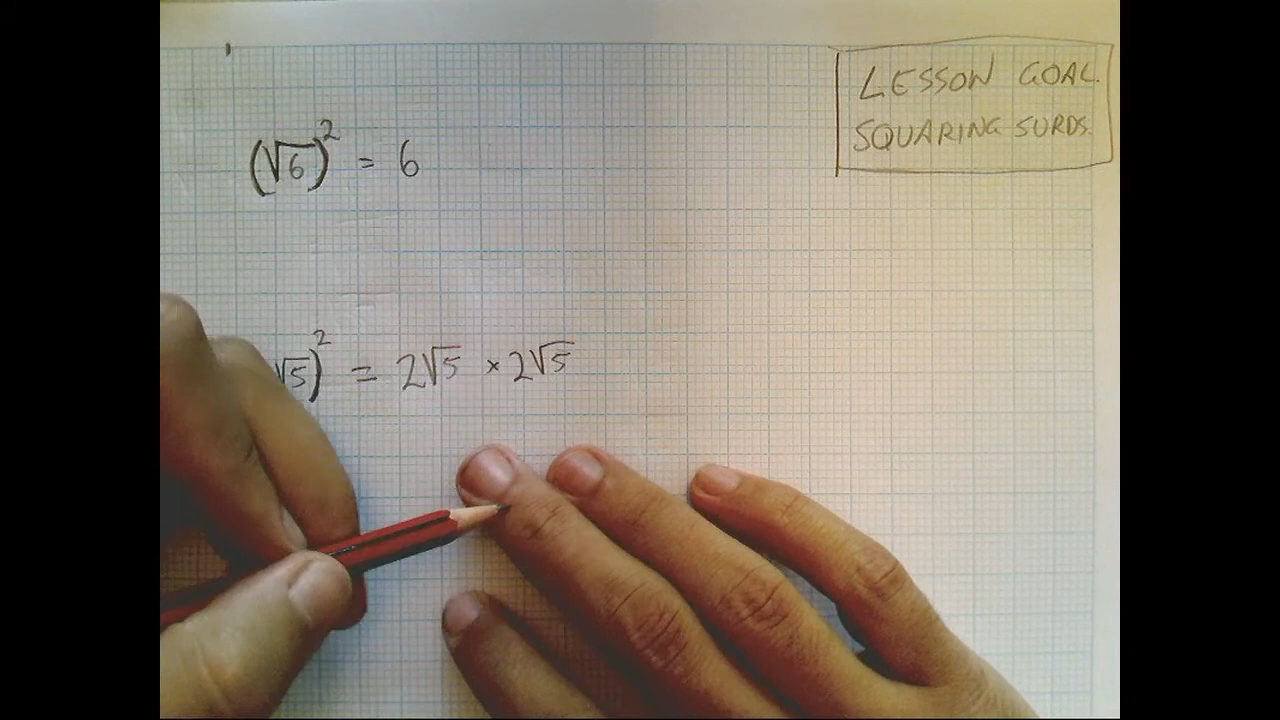 LESSON GOAL.
SQUARING SURDS.
(√6)² = 6
√5)² = 2√5 × 2√5